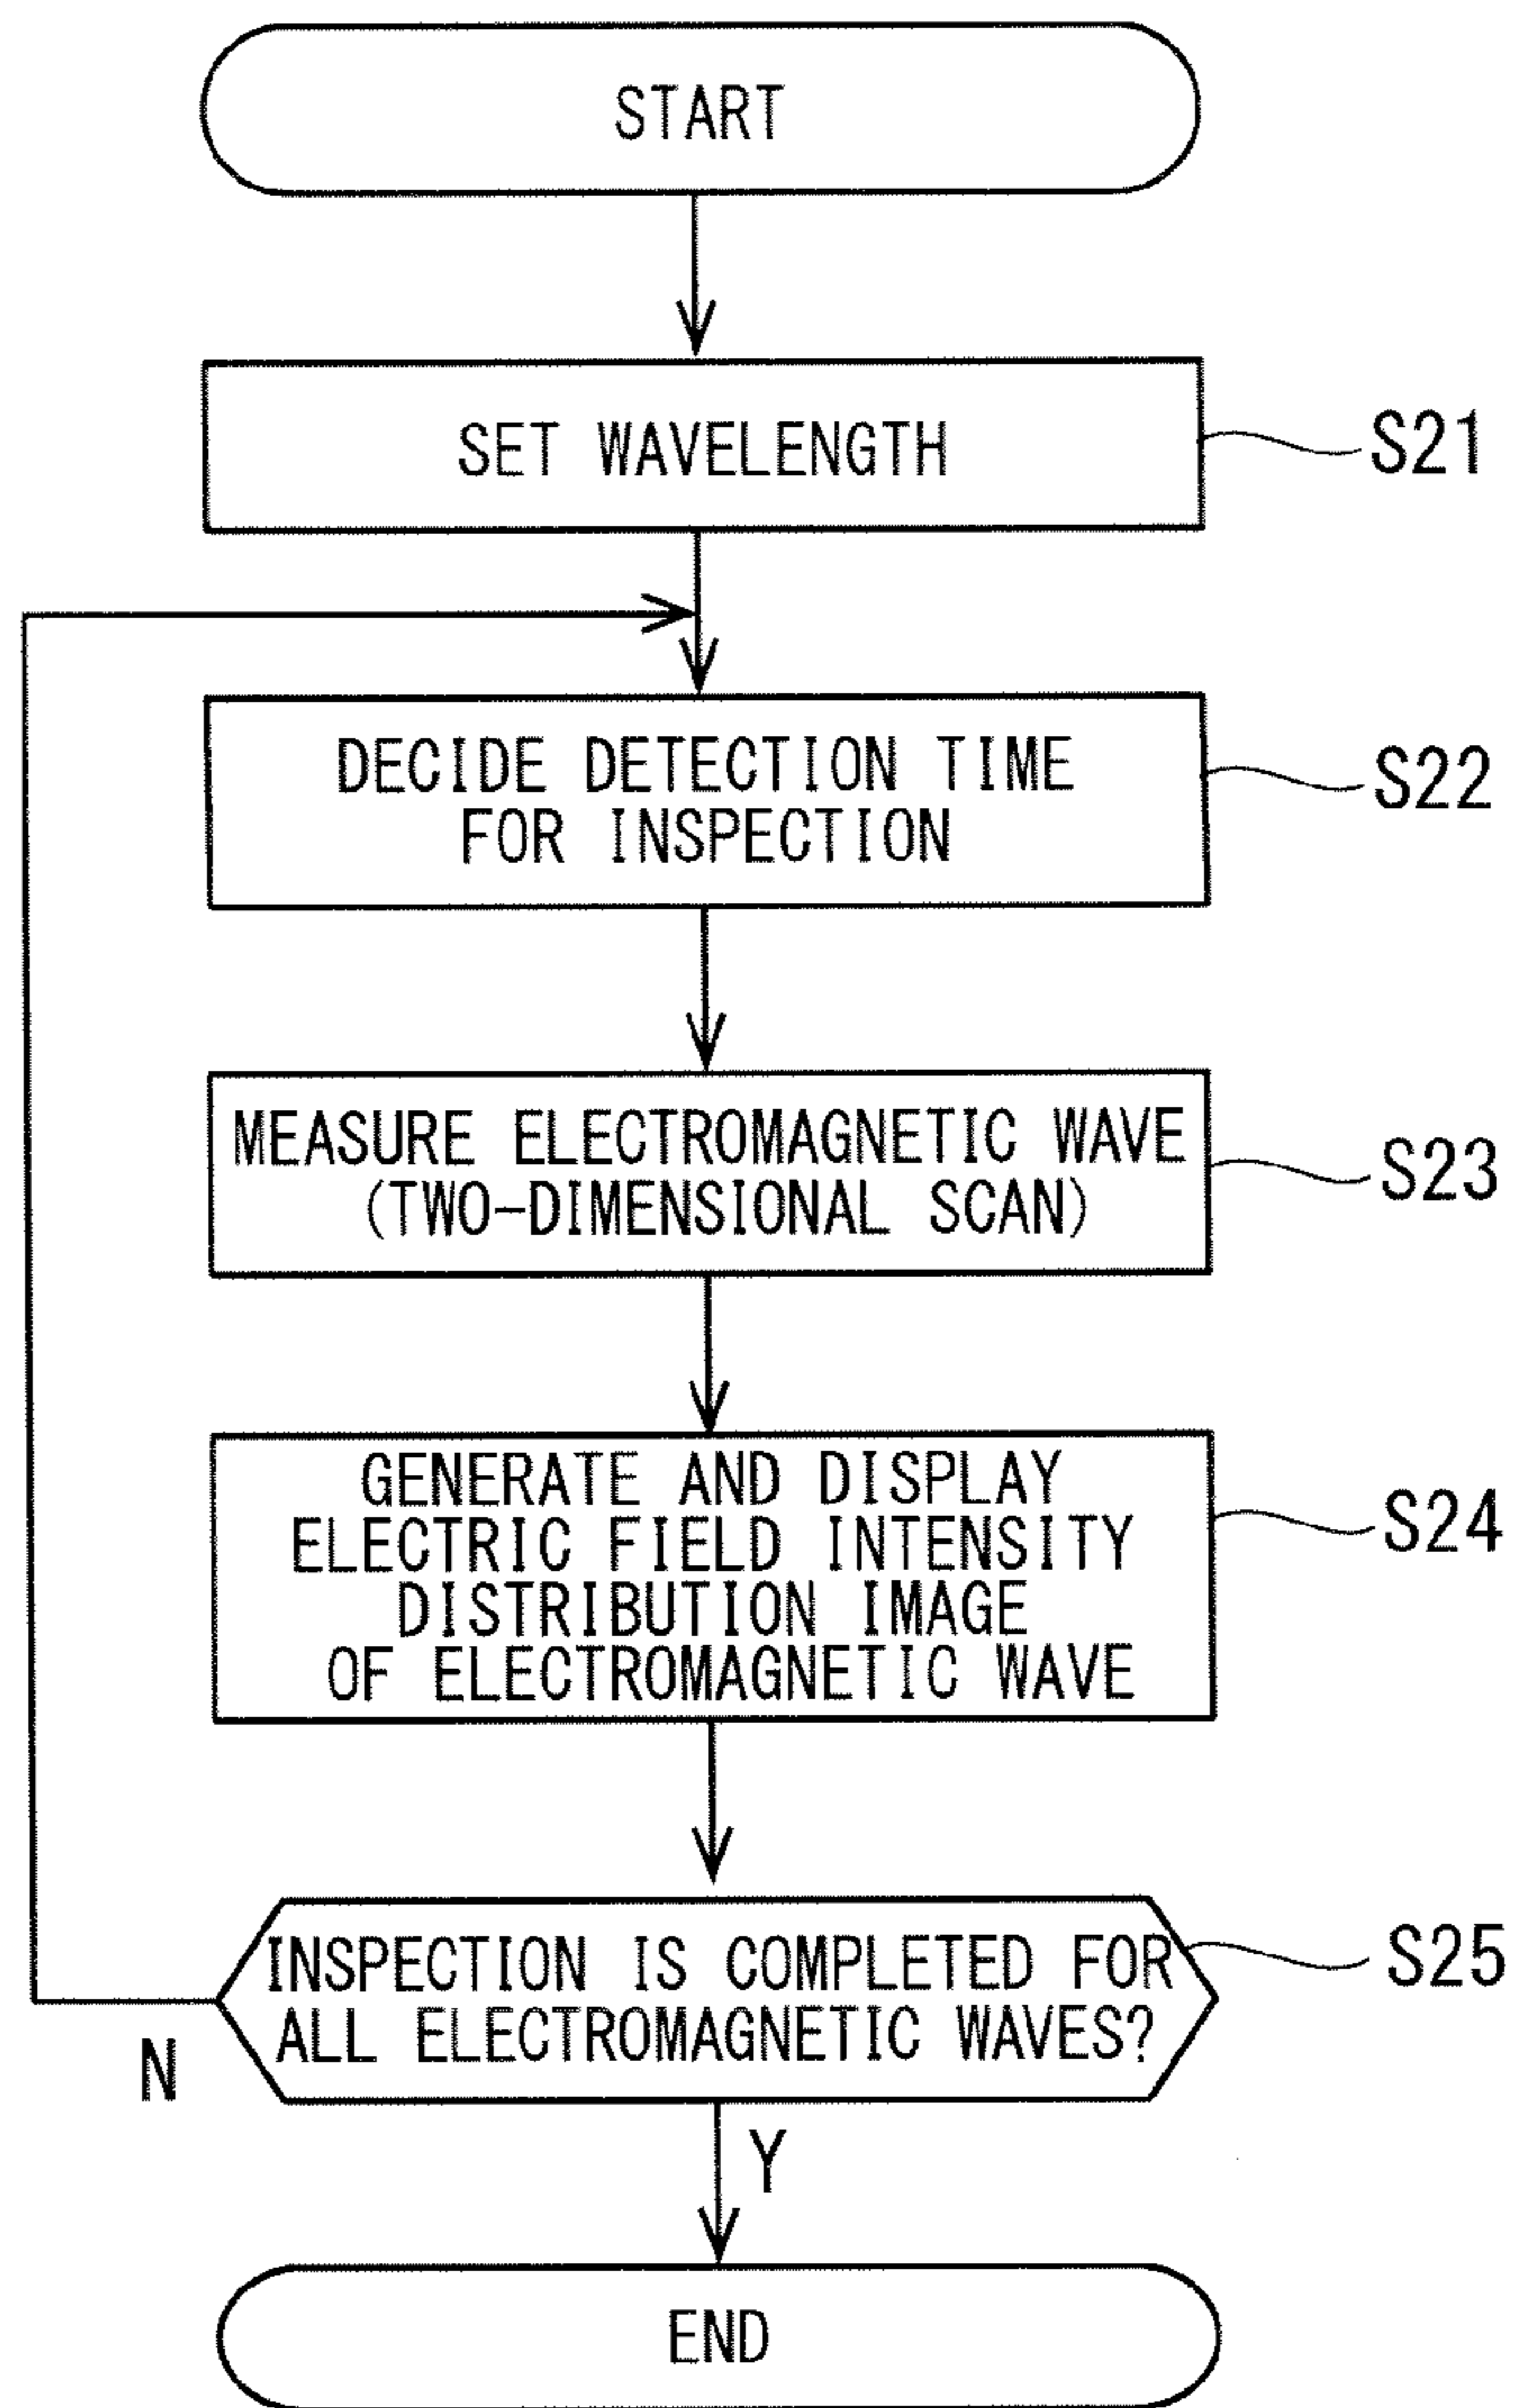 START
SET WAVELENGTH
S21
DECIDE DETECTION TIME
FOR INSPECTION
S22
MEASURE ELECTROMAGNETIC WAVE
(TWO-DIMENSIONAL SCAN)
S23
GENERATE AND DISPLAY
ELECTRIC FIELD INTENSITY
DISTRIBUTION IMAGE
OF ELECTROMAGNETIC WAVE
S24
INSPECTION IS COMPLETED FOR
ALL ELECTROMAGNETIC WAVES?
S25
N
Y
END